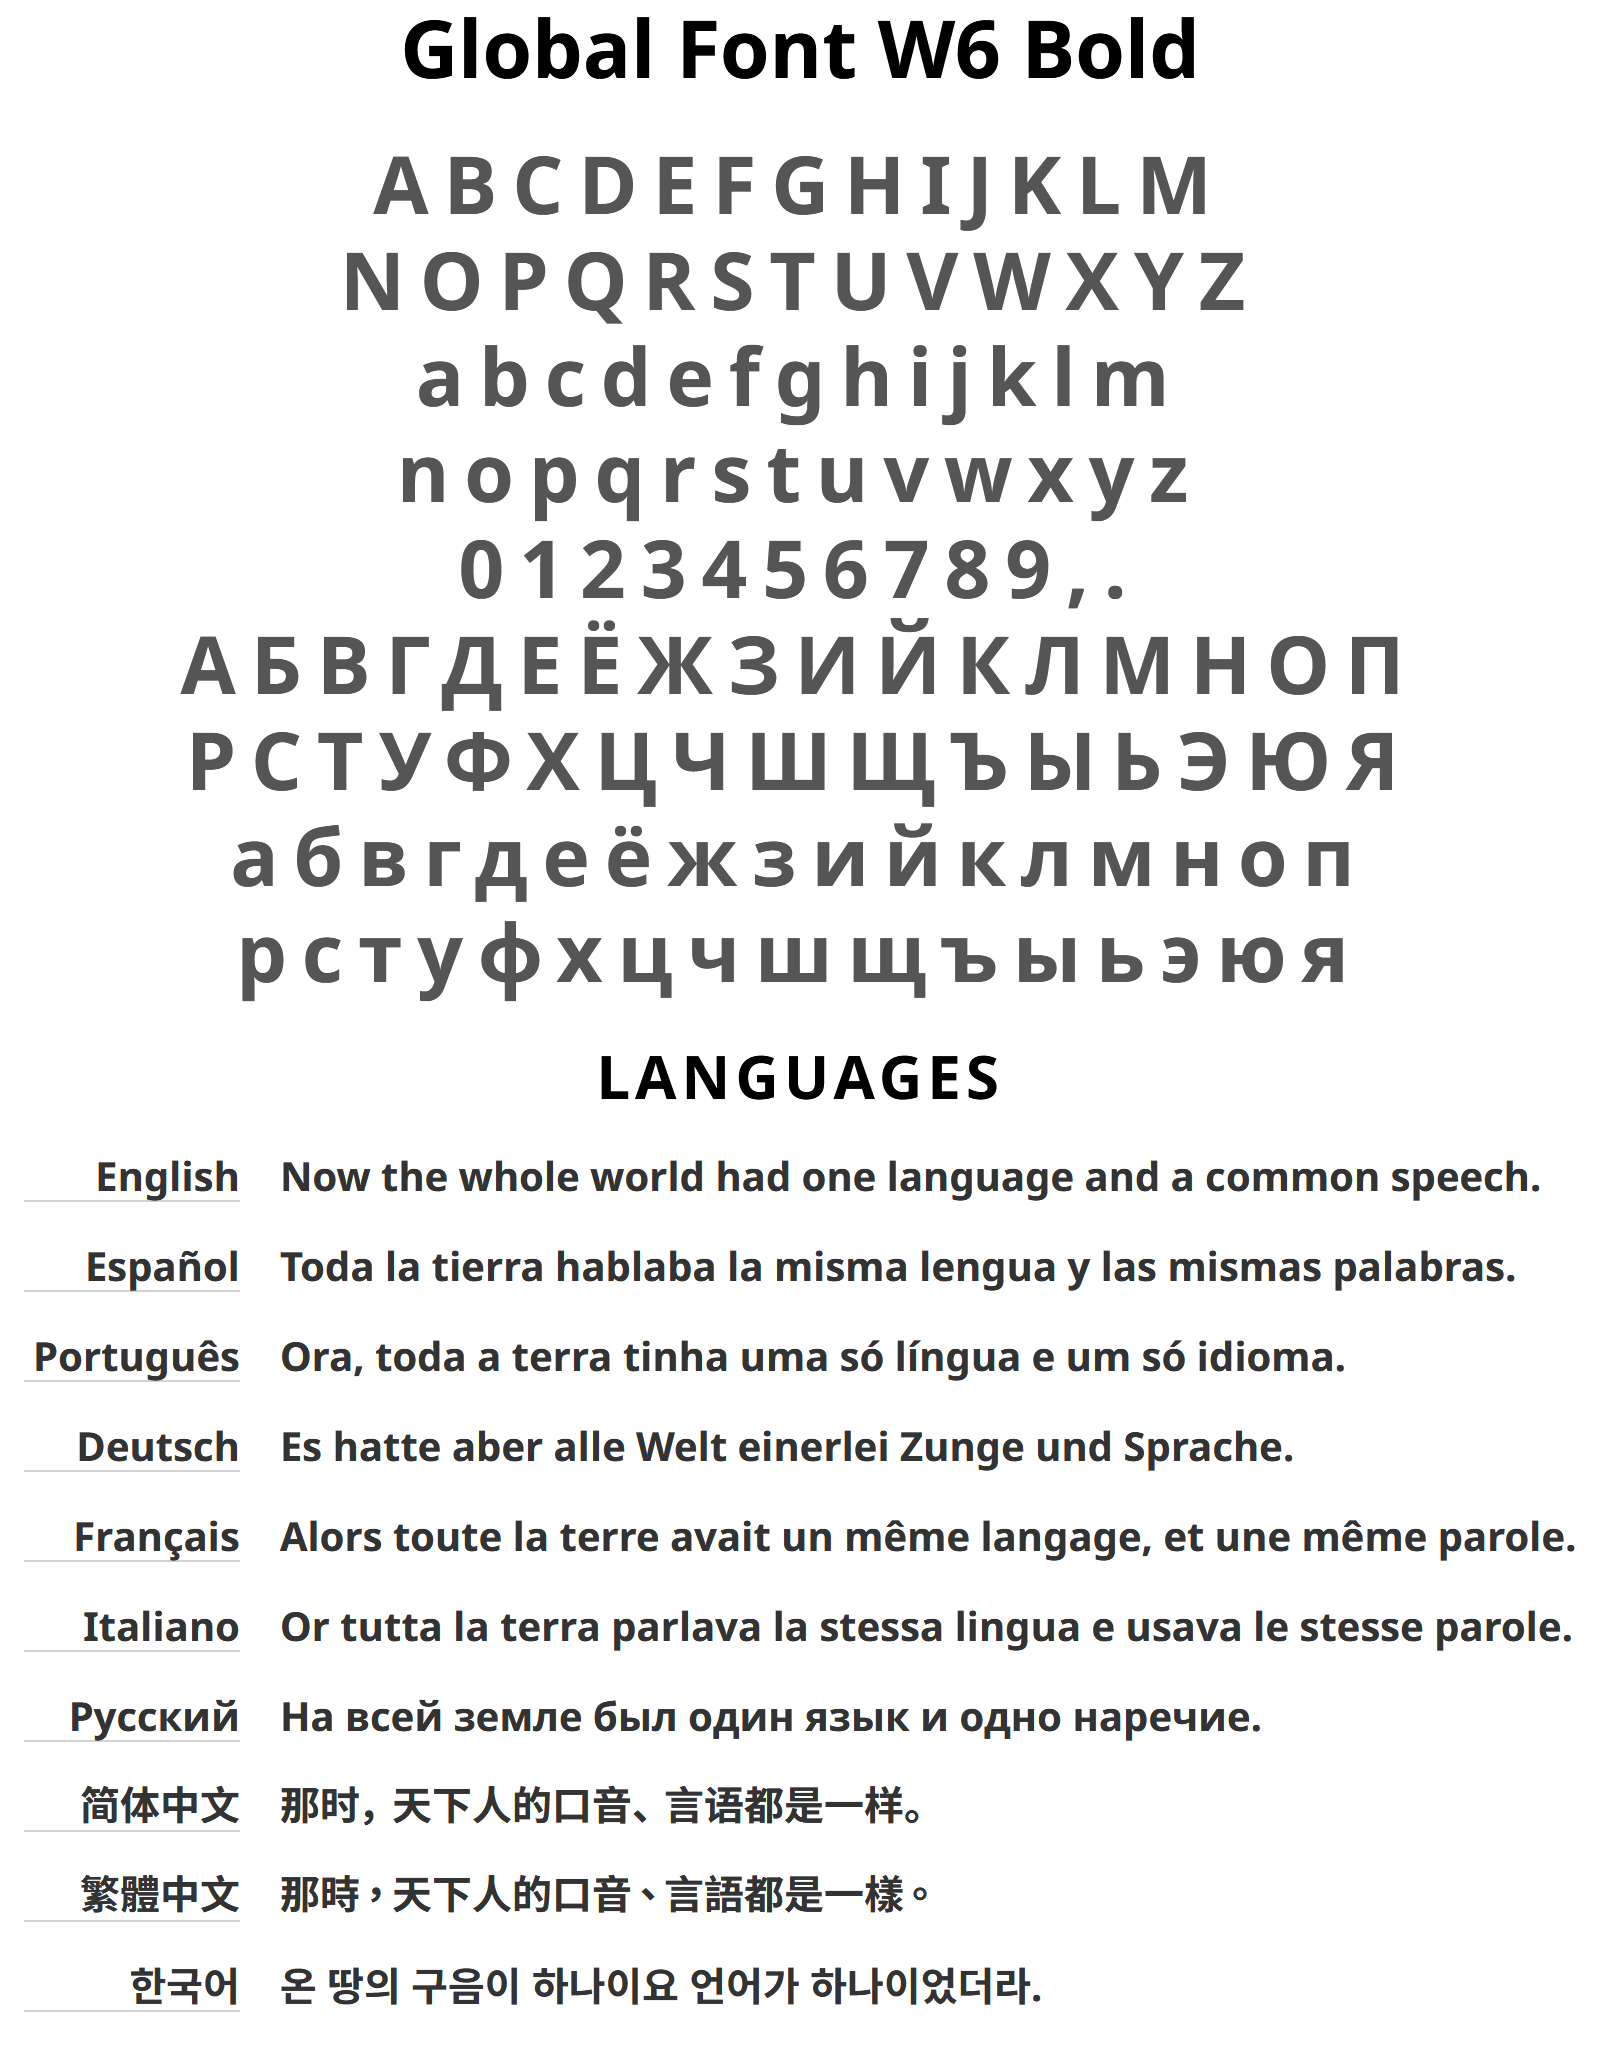 Global Font W6 Bold
A B C D E F G H I J K L M
N O P Q R S T U V W X Y Z
a b c d e f g h i j k l m
n o p q r s t u v w x y z
0 1 2 3 4 5 6 7 8 9 , .
А Б В Г Д Е Ё Ж З И Й К Л М Н О П
Р С Т У Ф Х Ц Ч Ш Щ Ъ Ы Ь Э Ю Я
а б в г д е ё ж з и й к л м н о п
р с т у ф х ц ч ш щ ъ ы ь э ю я
LANGUAGES
English Now the whole world had one language and a common speech.
Español Toda la tierra hablaba la misma lengua y las mismas palabras.
Português Ora, toda a terra tinha uma só língua e um só idioma.
Deutsch Es hatte aber alle Welt einerlei Zunge und Sprache.
Français Alors toute la terre avait un même langage, et une même parole.
Italiano Or tutta la terra parlava la stessa lingua e usava le stesse parole.
Русский На всей земле был один язык и одно наречие.
简体中文 那时，天下人的口音、言语都是一样。
繁體中文 那時，天下人的口音、言語都是一樣。
한국어 온 땅의 구음이 하나이요 언어가 하나이었더라.